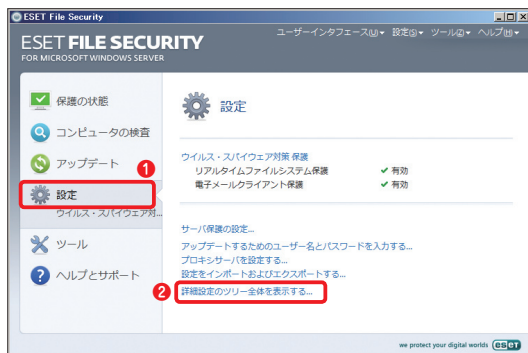 ESET File Security
ESET FILE SECURITY
FOR MICROSOFT WINDOWS SERVER
ユーザーインタフェース(U)▾ 設定(S)▾ ツール(Z)▾ ヘルプ(H)▾
保護の状態
コンピュータの検査
アップデート
1
設定
ウイルス・スパイウェア対...
ツール
ヘルプとサポート
設定
ウイルス・スパイウェア対策 保護
リアルタイムファイルシステム保護 ✔ 有効
電子メールクライアント保護 ✔ 有効
サーバ保護の設定...
アップデートするためのユーザー名とパスワードを入力する...
プロキシサーバを設定する...
設定をインポートおよびエクスポートする...
2
詳細設定のツリー全体を表示する...
we protect your digital worlds eset